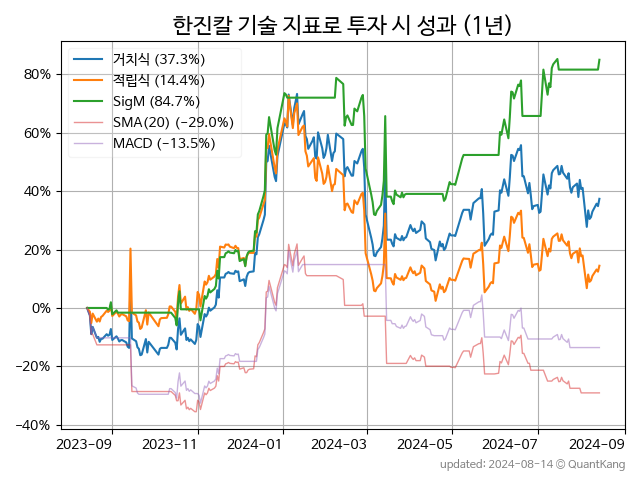 한진칼 기술 지표로 투자 시 성과 (1년)
거치식 (37.3%)
적립식 (14.4%)
SigM (84.7%)
SMA(20) (−29.0%)
MACD (−13.5%)
80%
60%
40%
20%
0%
−20%
−40%
2023-09 2023-11 2024-01 2024-03 2024-05 2024-07 2024-09
updated: 2024-08-14 © QuantKang